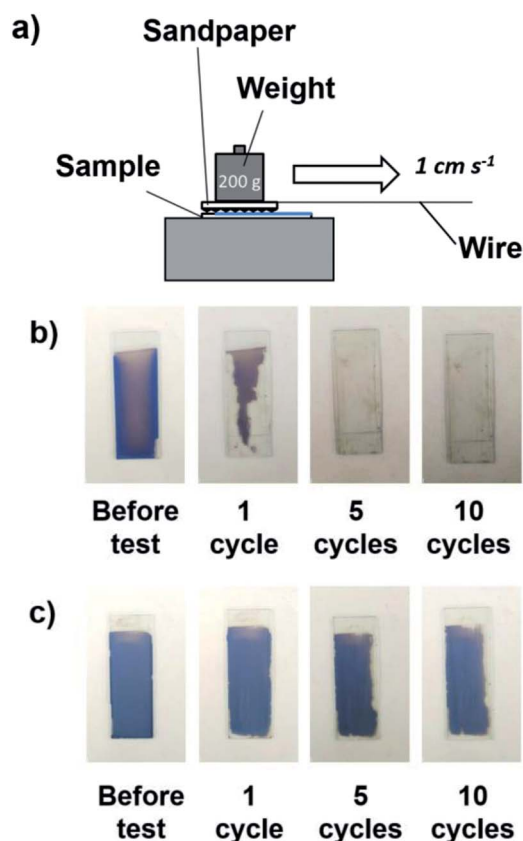 a)
Sandpaper
Weight
Sample
200 g
1 cm s⁻¹
Wire
b)
Before test
1 cycle
5 cycles
10 cycles
c)
Before test
1 cycle
5 cycles
10 cycles